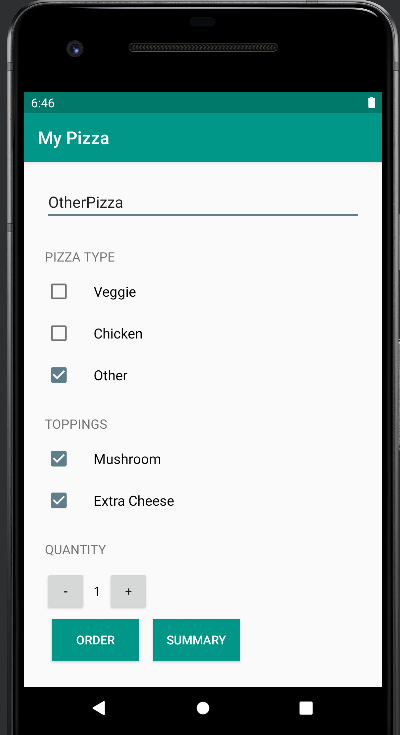 6:46
My Pizza
OtherPizza
PIZZA TYPE
Veggie
Chicken
Other
TOPPINGS
Mushroom
Extra Cheese
QUANTITY
- 1 +
ORDER SUMMARY